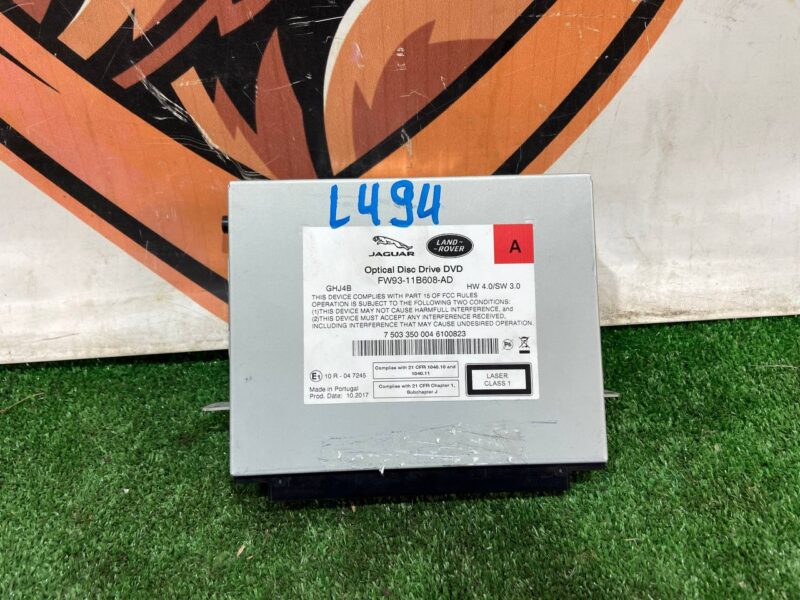 L494
JAGUAR
LAND-
-ROVER
A
Optical Disc Drive DVD
FW93-11B608-AD
GHJ4B HW 4.0/SW 3.0
THIS DEVICE COMPLIES WITH PART 15 OF FCC RULES
OPERATION IS SUBJECT TO THE FOLLOWING TWO CONDITIONS:
(1)THIS DEVICE MAY NOT CAUSE HARMFULL INTERFERENCE, and
(2)THIS DEVICE MUST ACCEPT ANY INTERFERENCE RECEIVED,
INCLUDING INTERFERENCE THAT MAY CAUSE UNDESIRED OPERATION.
7 503 350 004 6100823
E1 10 R - 04 7245
Complies with 21 CFR 1040.10 and
1040.11
Made in Portugal
Prod. Date: 10.2017
Complies with 21 CFR Chapter 1,
Subchapter J
LASER
CLASS 1